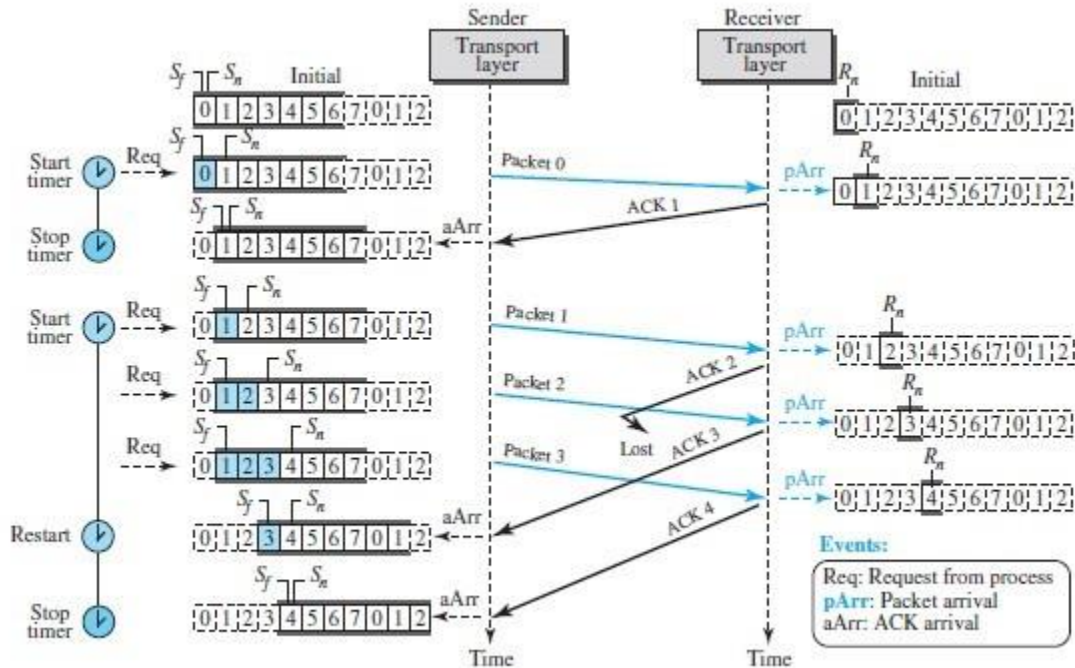 Sender
Receiver
Transport layer
Transport layer
Sf Sn Initial
0 1 2 3 4 5 6 7 0 1 2
Rn Initial
0 1 2 3 4 5 6 7 0 1 2
Start timer
Req
Sf Sn
0 1 2 3 4 5 6 7 0 1 2
Packet 0
pArr
Rn
0 1 2 3 4 5 6 7 0 1 2
ACK 1
Stop timer
Sf Sn
0 1 2 3 4 5 6 7 0 1 2
aArr
Start timer
Req
Sf Sn
0 1 2 3 4 5 6 7 0 1 2
Packet 1
pArr
Rn
0 1 2 3 4 5 6 7 0 1 2
ACK 2
Lost
Req
Sf Sn
0 1 2 3 4 5 6 7 0 1 2
Packet 2
pArr
Rn
0 1 2 3 4 5 6 7 0 1 2
ACK 3
Req
Sf Sn
0 1 2 3 4 5 6 7 0 1 2
Packet 3
pArr
Rn
0 1 2 3 4 5 6 7 0 1 2
ACK 4
Restart
Sf Sn
0 1 2 3 4 5 6 7 0 1 2
aArr
Stop timer
Sf Sn
0 1 2 3 4 5 6 7 0 1 2
aArr
Events:
Req: Request from process
pArr: Packet arrival
aArr: ACK arrival
Time
Time